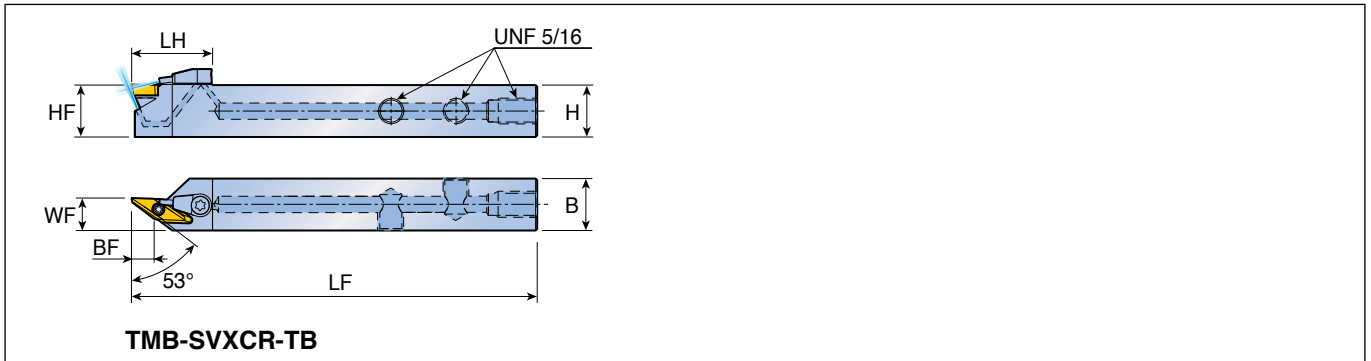 LH
UNF 5/16
HF
H
WF
B
BF
53°
LF
TMB-SVXCR-TB